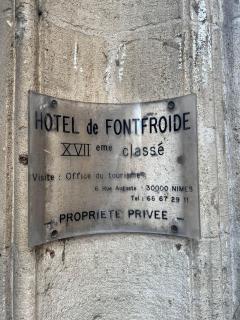 HOTEL de FONTFROIDE
XVII eme classé
Visite : Office du tourisme
6 Rue Auguste - 30000 NIMES
Tél : 66 67 29 11
- PROPRIETE PRIVEE -